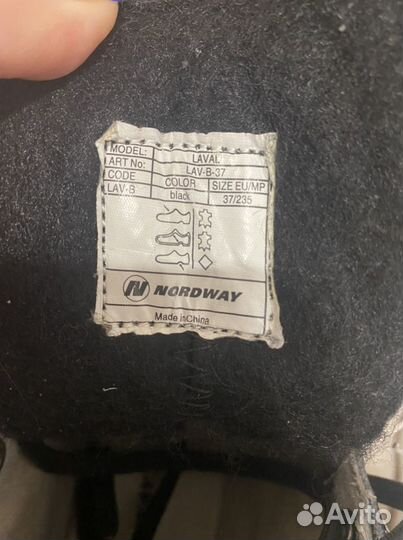 MODEL: LAVAL
ART No: LAV-B-37
CODE COLOR SIZE EU/MP
LAV-B black 37/235
N NORDWAY
Made in China
Avito